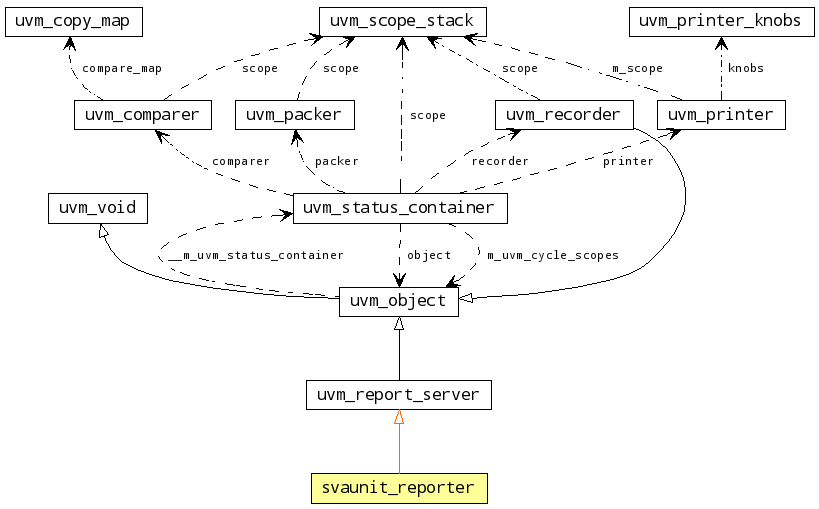 uvm_copy_map
uvm_scope_stack
uvm_printer_knobs
compare_map
scope
scope
scope
m_scope
knobs
uvm_comparer
uvm_packer
scope
uvm_recorder
uvm_printer
comparer
packer
recorder
printer
uvm_void
uvm_status_container
__m_uvm_status_container
object
m_uvm_cycle_scopes
uvm_object
uvm_report_server
svaunit_reporter